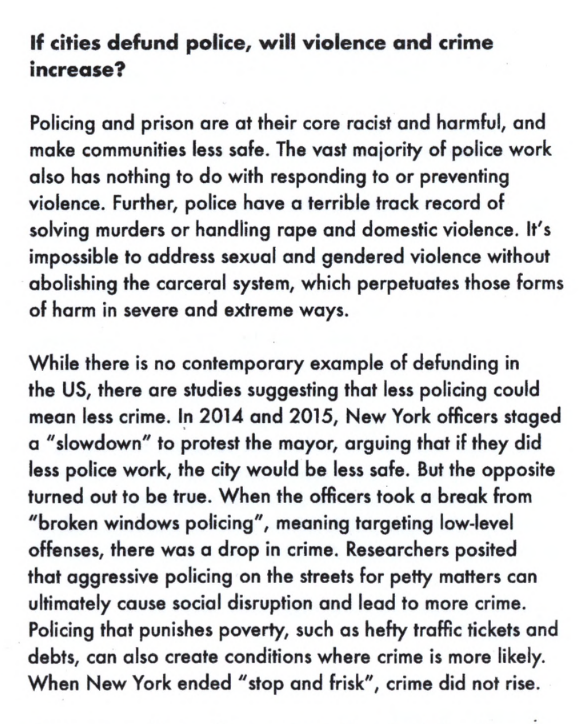 If cities defund police, will violence and crime
increase?
Policing and prison are at their core racist and harmful, and
make communities less safe. The vast majority of police work
also has nothing to do with responding to or preventing
violence. Further, police have a terrible track record of
solving murders or handling rape and domestic violence. It's
impossible to address sexual and gendered violence without
abolishing the carceral system, which perpetuates those forms
of harm in severe and extreme ways.
While there is no contemporary example of defunding in
the US, there are studies suggesting that less policing could
mean less crime. In 2014 and 2015, New York officers staged
a "slowdown" to protest the mayor, arguing that if they did
less police work, the city would be less safe. But the opposite
turned out to be true. When the officers took a break from
"broken windows policing", meaning targeting low-level
offenses, there was a drop in crime. Researchers posited
that aggressive policing on the streets for petty matters can
ultimately cause social disruption and lead to more crime.
Policing that punishes poverty, such as hefty traffic tickets and
debts, can also create conditions where crime is more likely.
When New York ended "stop and frisk", crime did not rise.